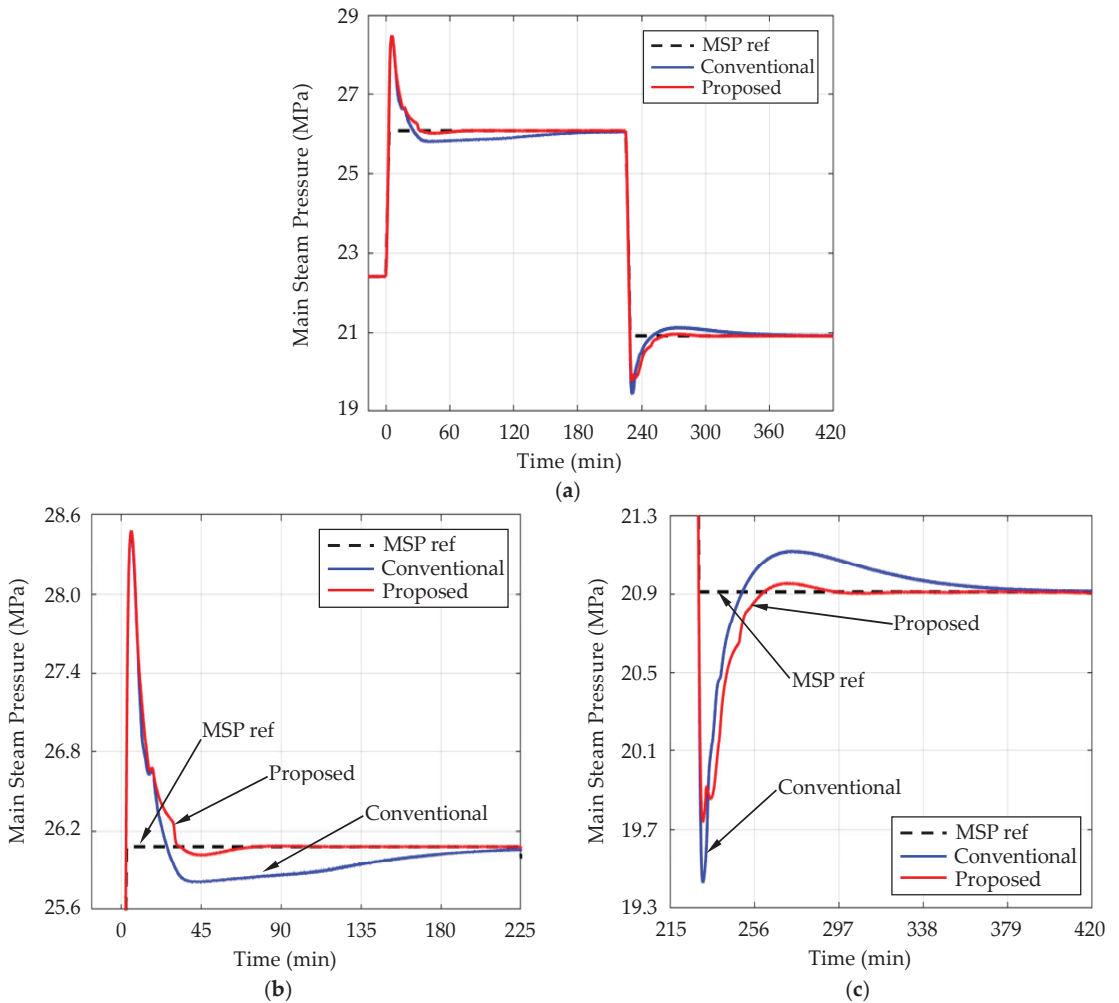 29
27
25
23
21
19
Main Steam Pressure (MPa)
MSP ref
Conventional
Proposed
0 60 120 180 240 300 360 420
Time (min)
(a)
28.6
28.0
27.4
26.8
26.2
25.6
Main Steam Pressure (MPa)
MSP ref
Conventional
Proposed
MSP ref
Proposed
Conventional
0 45 90 135 180 225
Time (min)
(b)
21.3
20.9
20.5
20.1
19.7
19.3
Main Steam Pressure (MPa)
Proposed
MSP ref
Conventional
MSP ref
Conventional
Proposed
215 256 297 338 379 420
Time (min)
(c)